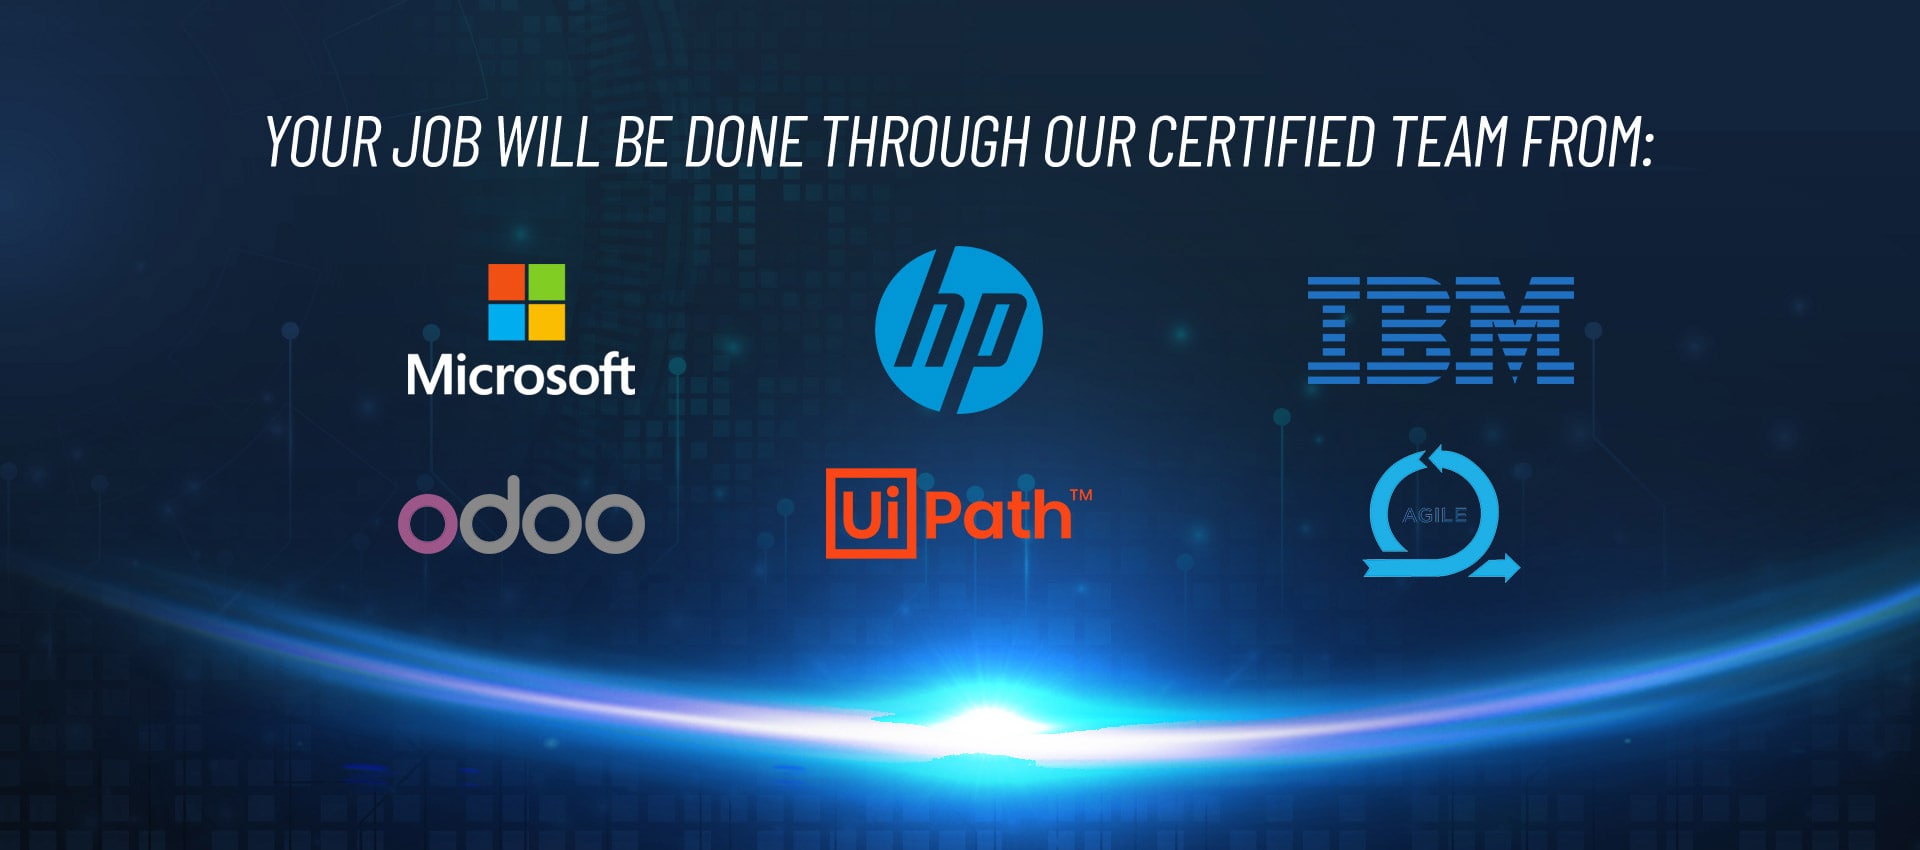 YOUR JOB WILL BE DONE THROUGH OUR CERTIFIED TEAM FROM:
Microsoft
hp
IBM
odoo
UiPath™
AGILE